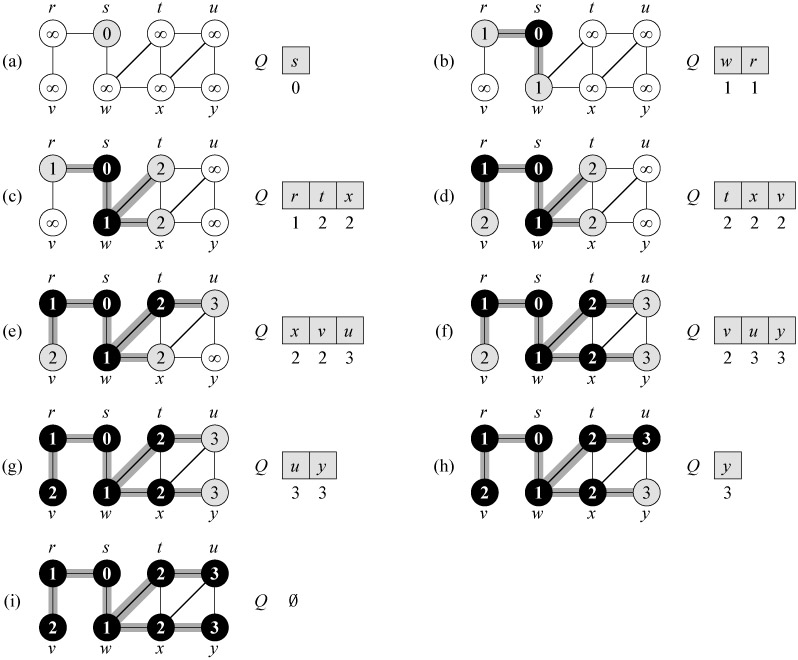 r s t u r s t u
∞ 0 ∞ ∞ 1 0 ∞ ∞
(a) Q s (b) Q w r
∞ ∞ ∞ ∞ 0 ∞ 1 ∞ ∞ 1 1
v w x y v w x y
r s t u r s t u
1 0 2 ∞ 1 0 2 ∞
(c) Q r t x (d) Q t x v
∞ 1 2 ∞ 1 2 2 2 1 2 ∞ 2 2 2
v w x y v w x y
r s t u r s t u
1 0 2 3 1 0 2 3
(e) Q x v u (f) Q v u y
2 1 2 ∞ 2 2 3 2 1 2 3 2 3 3
v w x y v w x y
r s t u r s t u
1 0 2 3 1 0 2 3
(g) Q u y (h) Q y
2 1 2 3 3 3 2 1 2 3 3
v w x y v w x y
r s t u
1 0 2 3
(i) Q ∅
2 1 2 3
v w x y